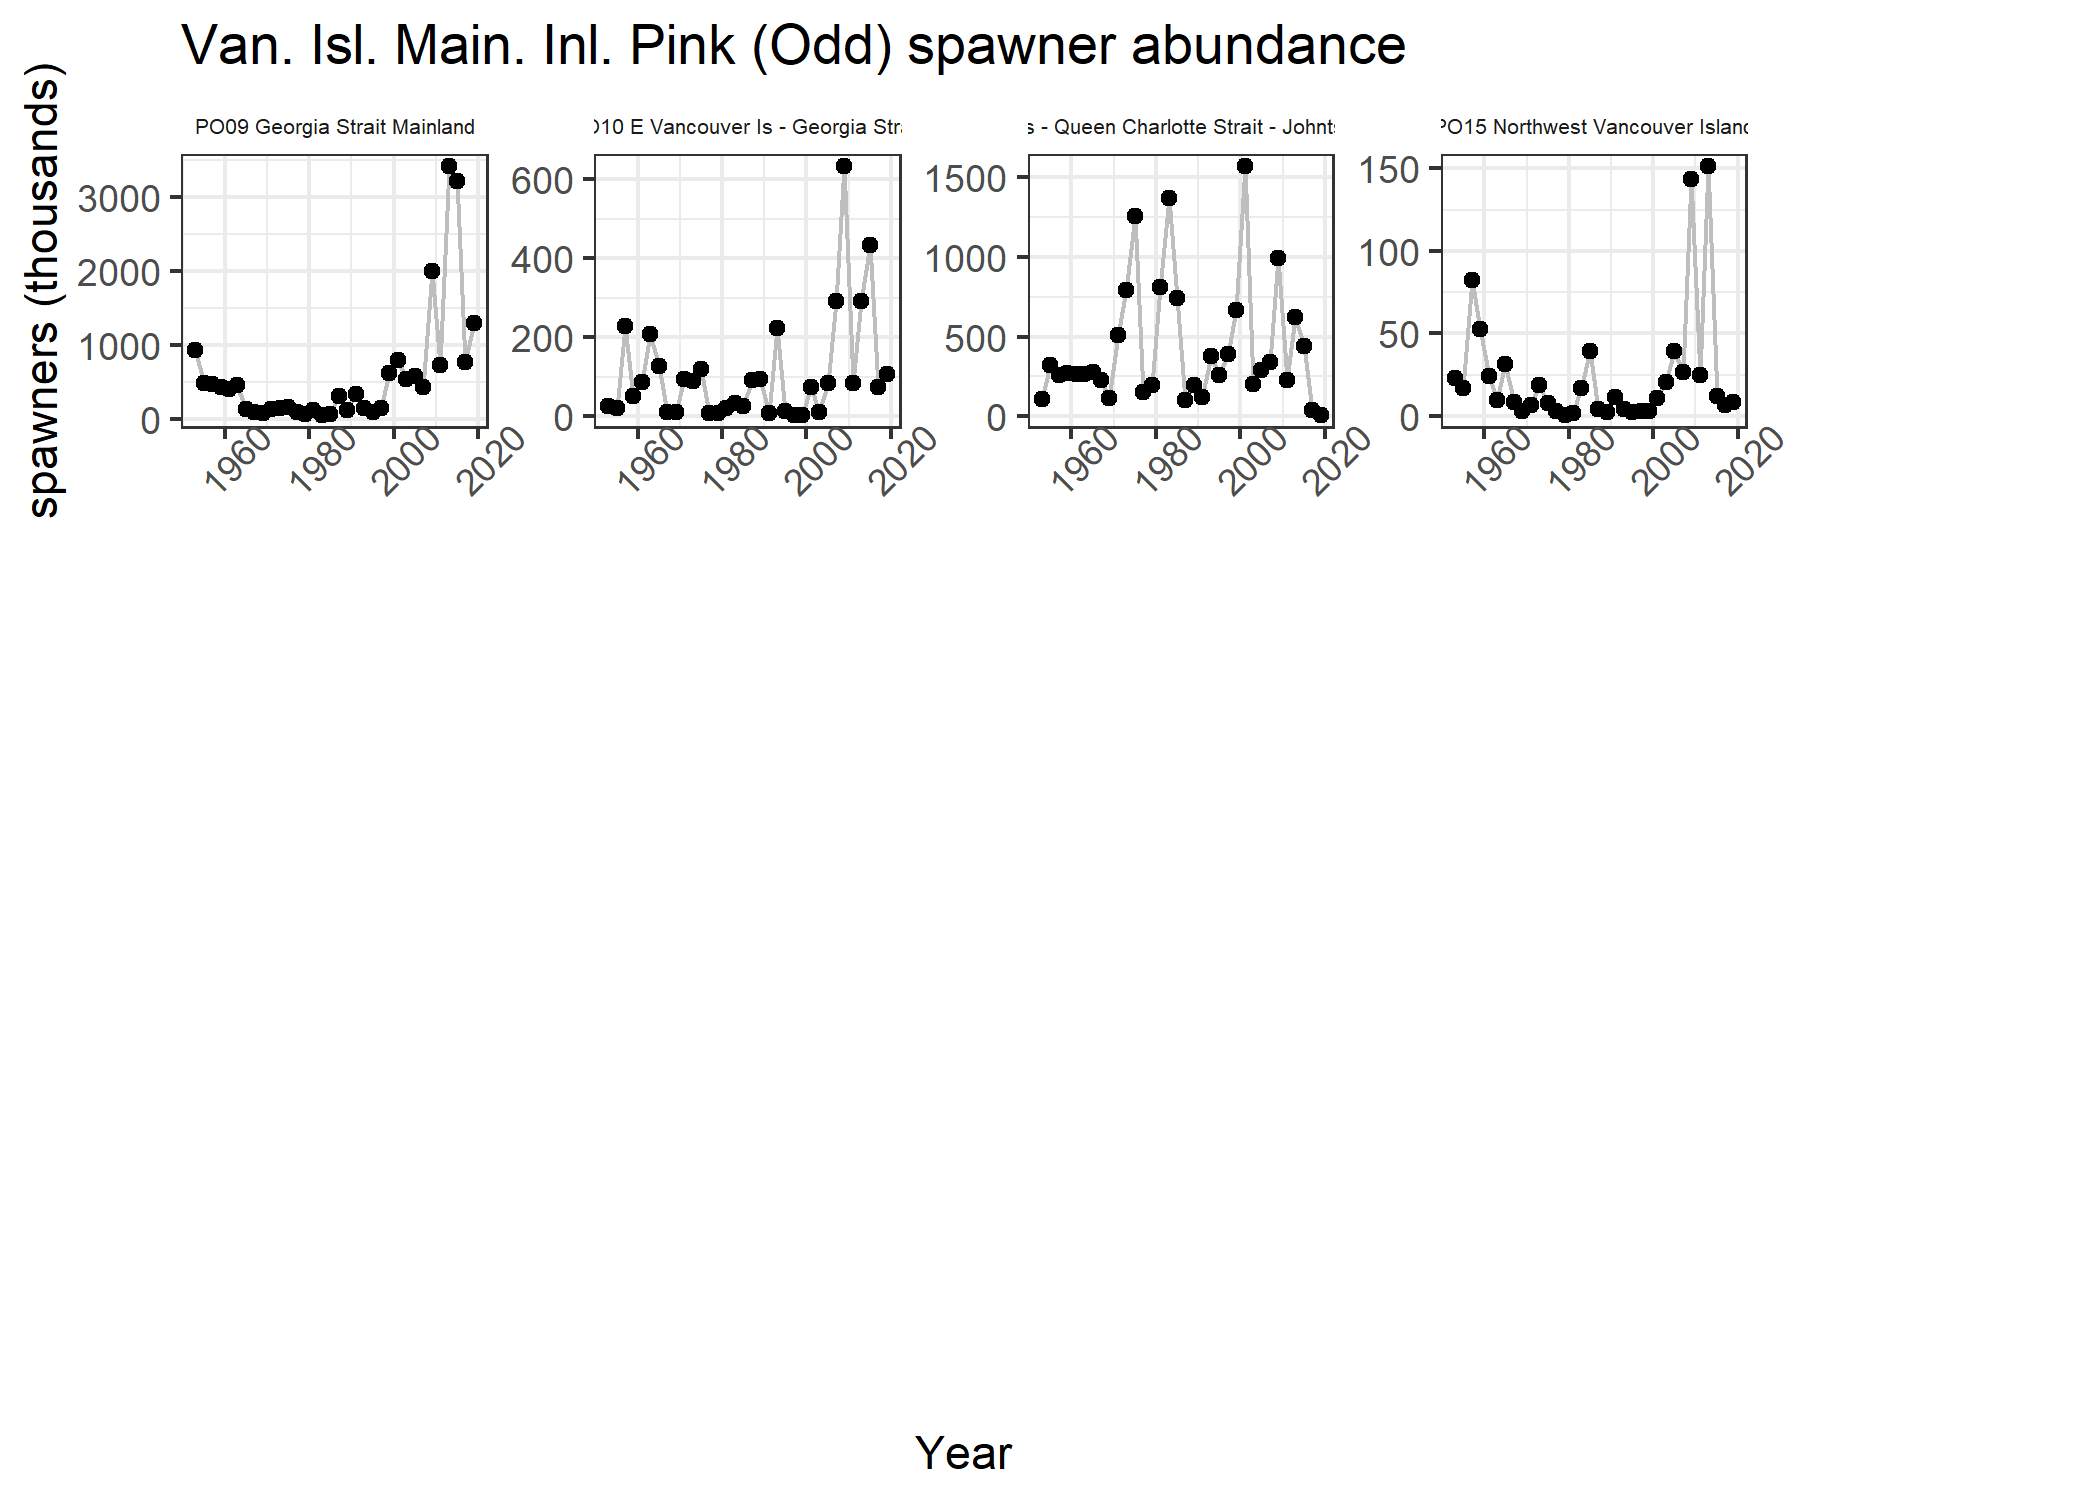 Van. Isl. Main. Inl. Pink (Odd) spawner abundance
spawners (thousands)
PO09 Georgia Strait Mainland
3000
2000
1000
0
1960 1980 2000 2020
10 E Vancouver Is - Georgia
600
400
200
0
1960 1980 2000 2020
s - Queen Charlotte Strait -
1500
1000
500
0
1960 1980 2000 2020
PO15 Northwest Vancouver Island
150
100
50
0
1960 1980 2000 2020
Year